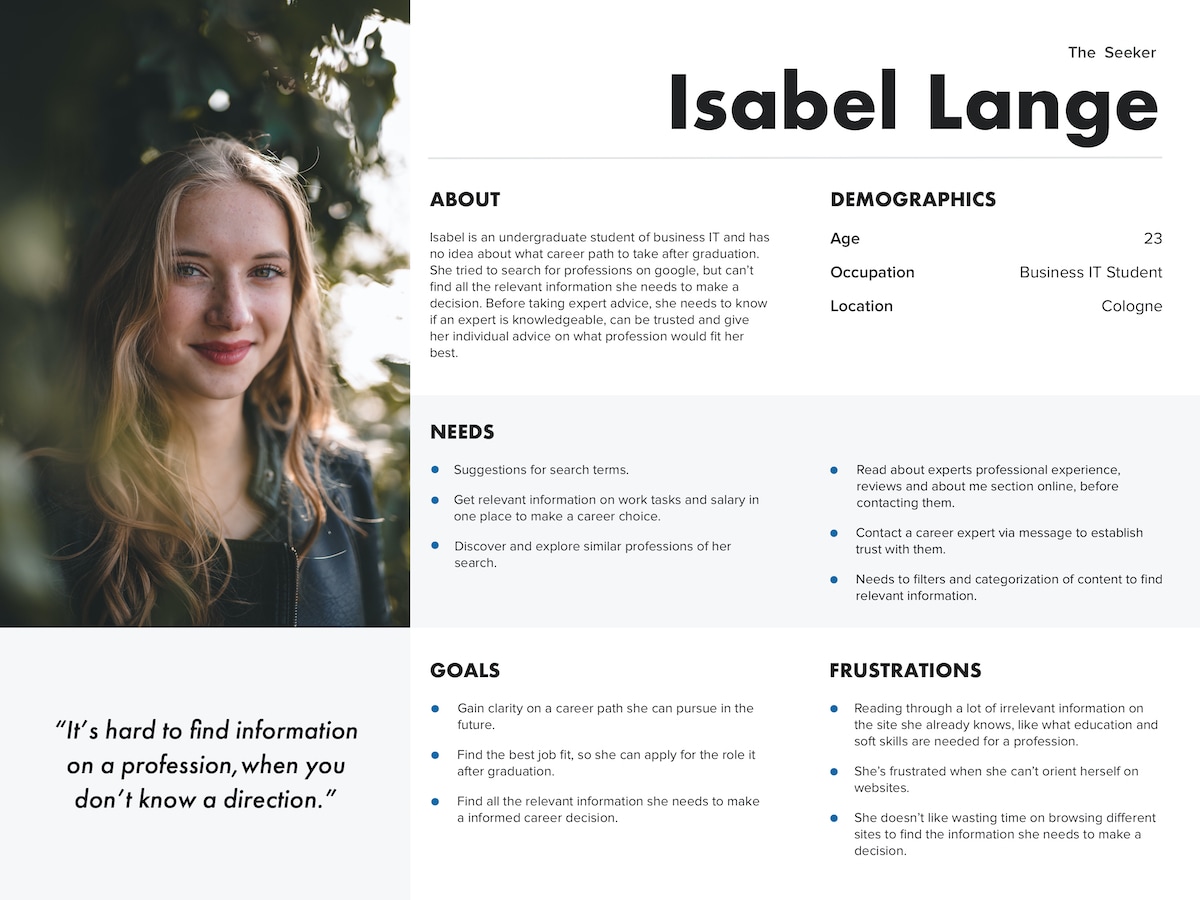 The Seeker
Isabel Lange
ABOUT
Isabel is an undergraduate student of business IT and has
no idea about what career path to take after graduation.
She tried to search for professions on google, but can't
find all the relevant information she needs to make a
decision. Before taking expert advice, she needs to know
if an expert is knowledgeable, can be trusted and give
her individual advice on what profession would fit her
best.
DEMOGRAPHICS
Age 23
Occupation Business IT Student
Location Cologne
NEEDS
Suggestions for search terms.
Get relevant information on work tasks and salary in
one place to make a career choice.
Discover and explore similar professions of her
search.
Read about experts professional experience,
reviews and about me section online, before
contacting them.
Contact a career expert via message to establish
trust with them.
Needs to filters and categorization of content to find
relevant information.
"It's hard to find information
on a profession, when you
don't know a direction."
GOALS
Gain clarity on a career path she can pursue in the
future.
Find the best job fit, so she can apply for the role it
after graduation.
Find all the relevant information she needs to make
a informed career decision.
FRUSTRATIONS
Reading through a lot of irrelevant information on
the site she already knows, like what education and
soft skills are needed for a profession.
She's frustrated when she can't orient herself on
websites.
She doesn't like wasting time on browsing different
sites to find the information she needs to make a
decision.